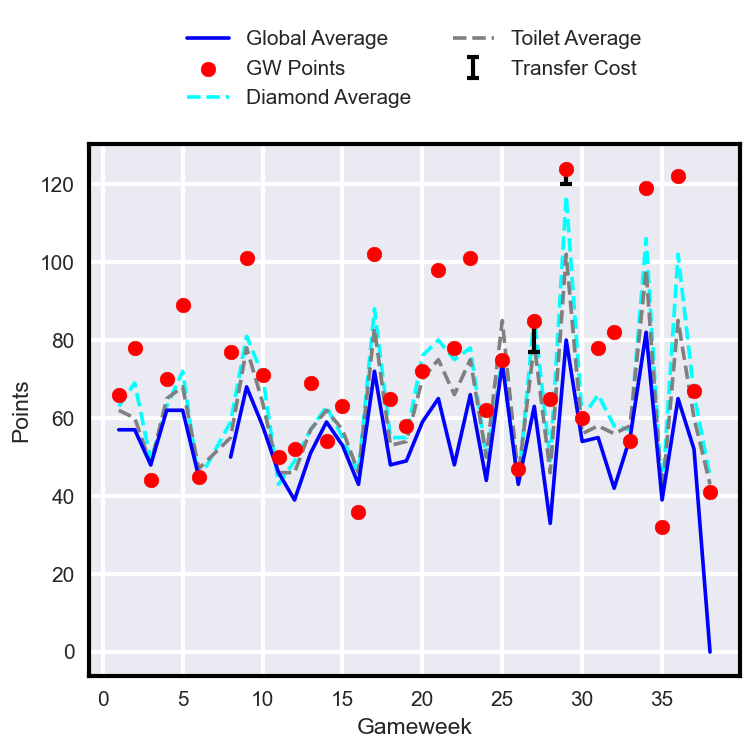 Global Average
GW Points
Diamond Average
Toilet Average
Transfer Cost
Points
120
100
80
60
40
20
0
0 5 10 15 20 25 30 35
Gameweek